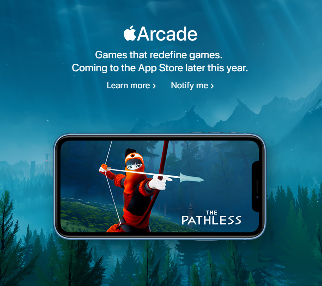 Arcade
Games that redefine games.
Coming to the App Store later this year.
Learn more › Notify me ›
THE
PATHLESS